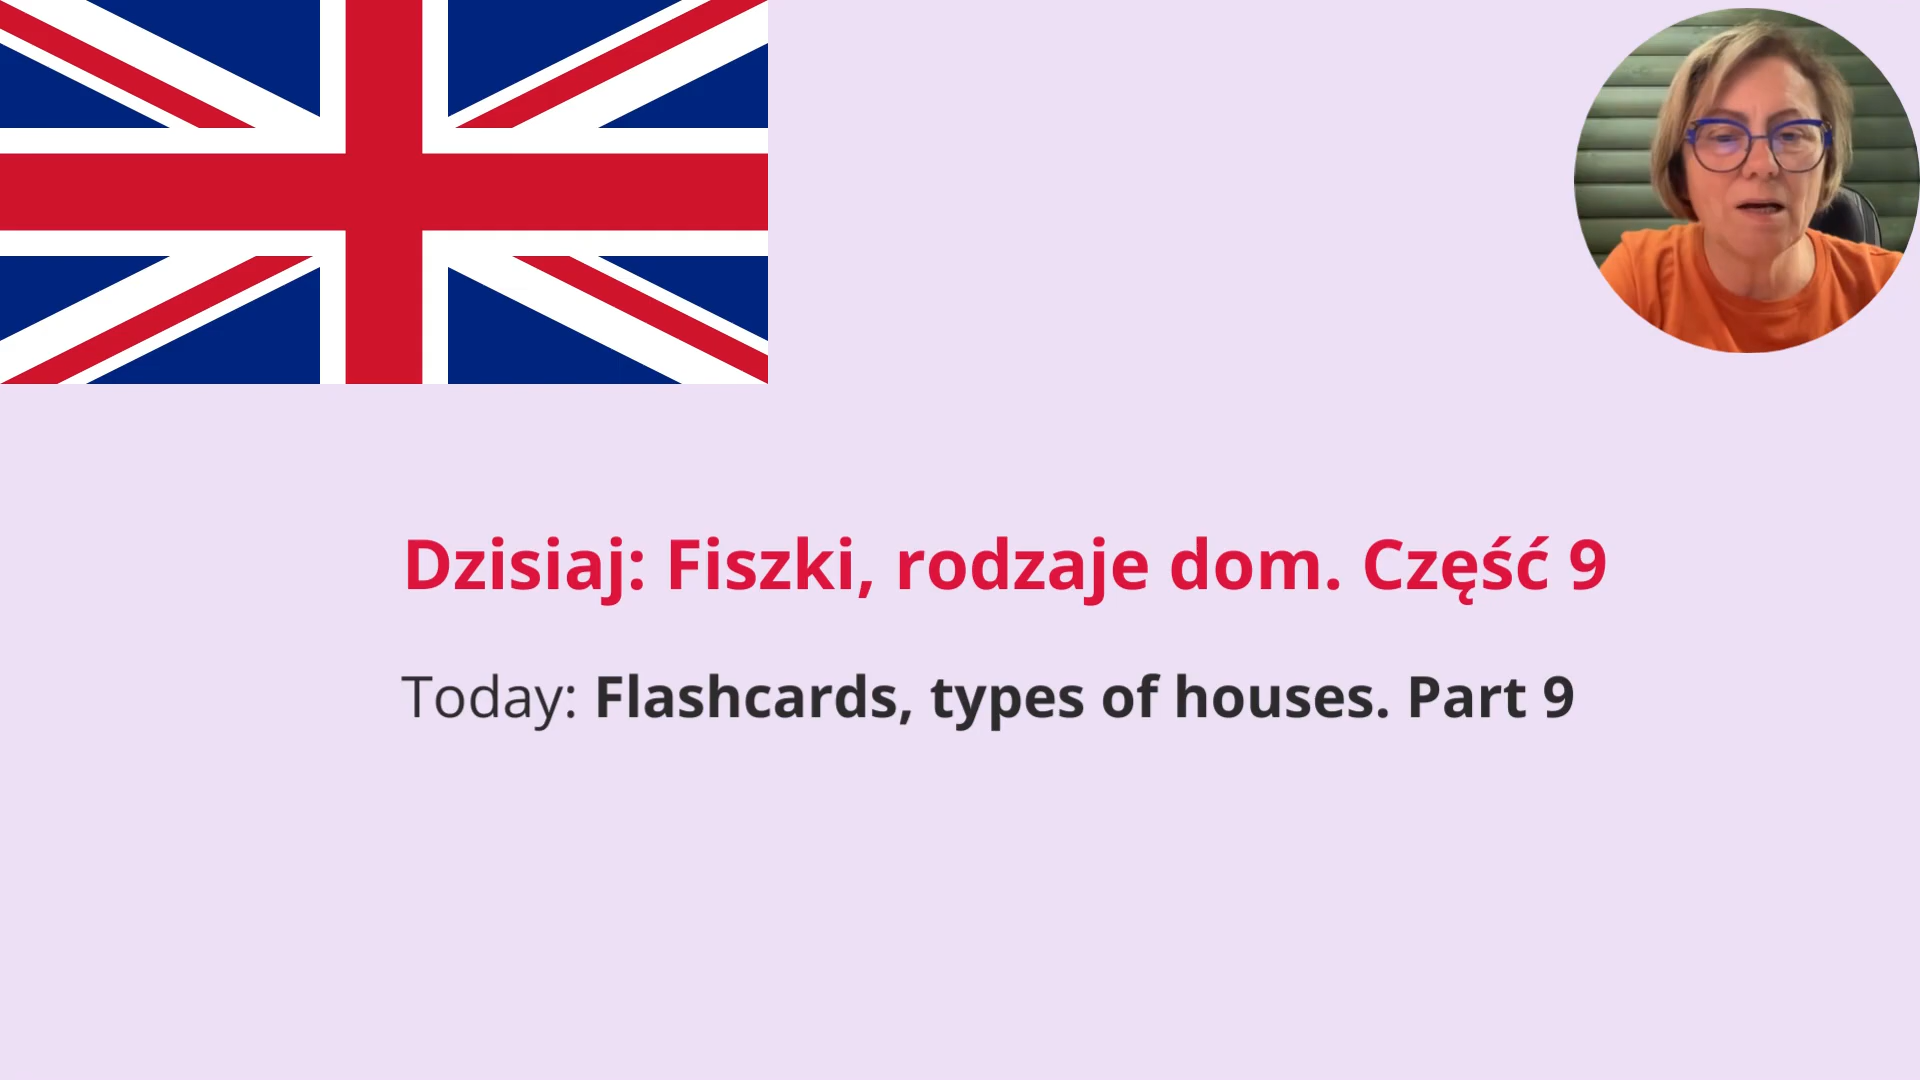 Dzisiaj: Fiszki, rodzaje dom. Część 9
Today: Flashcards, types of houses. Part 9